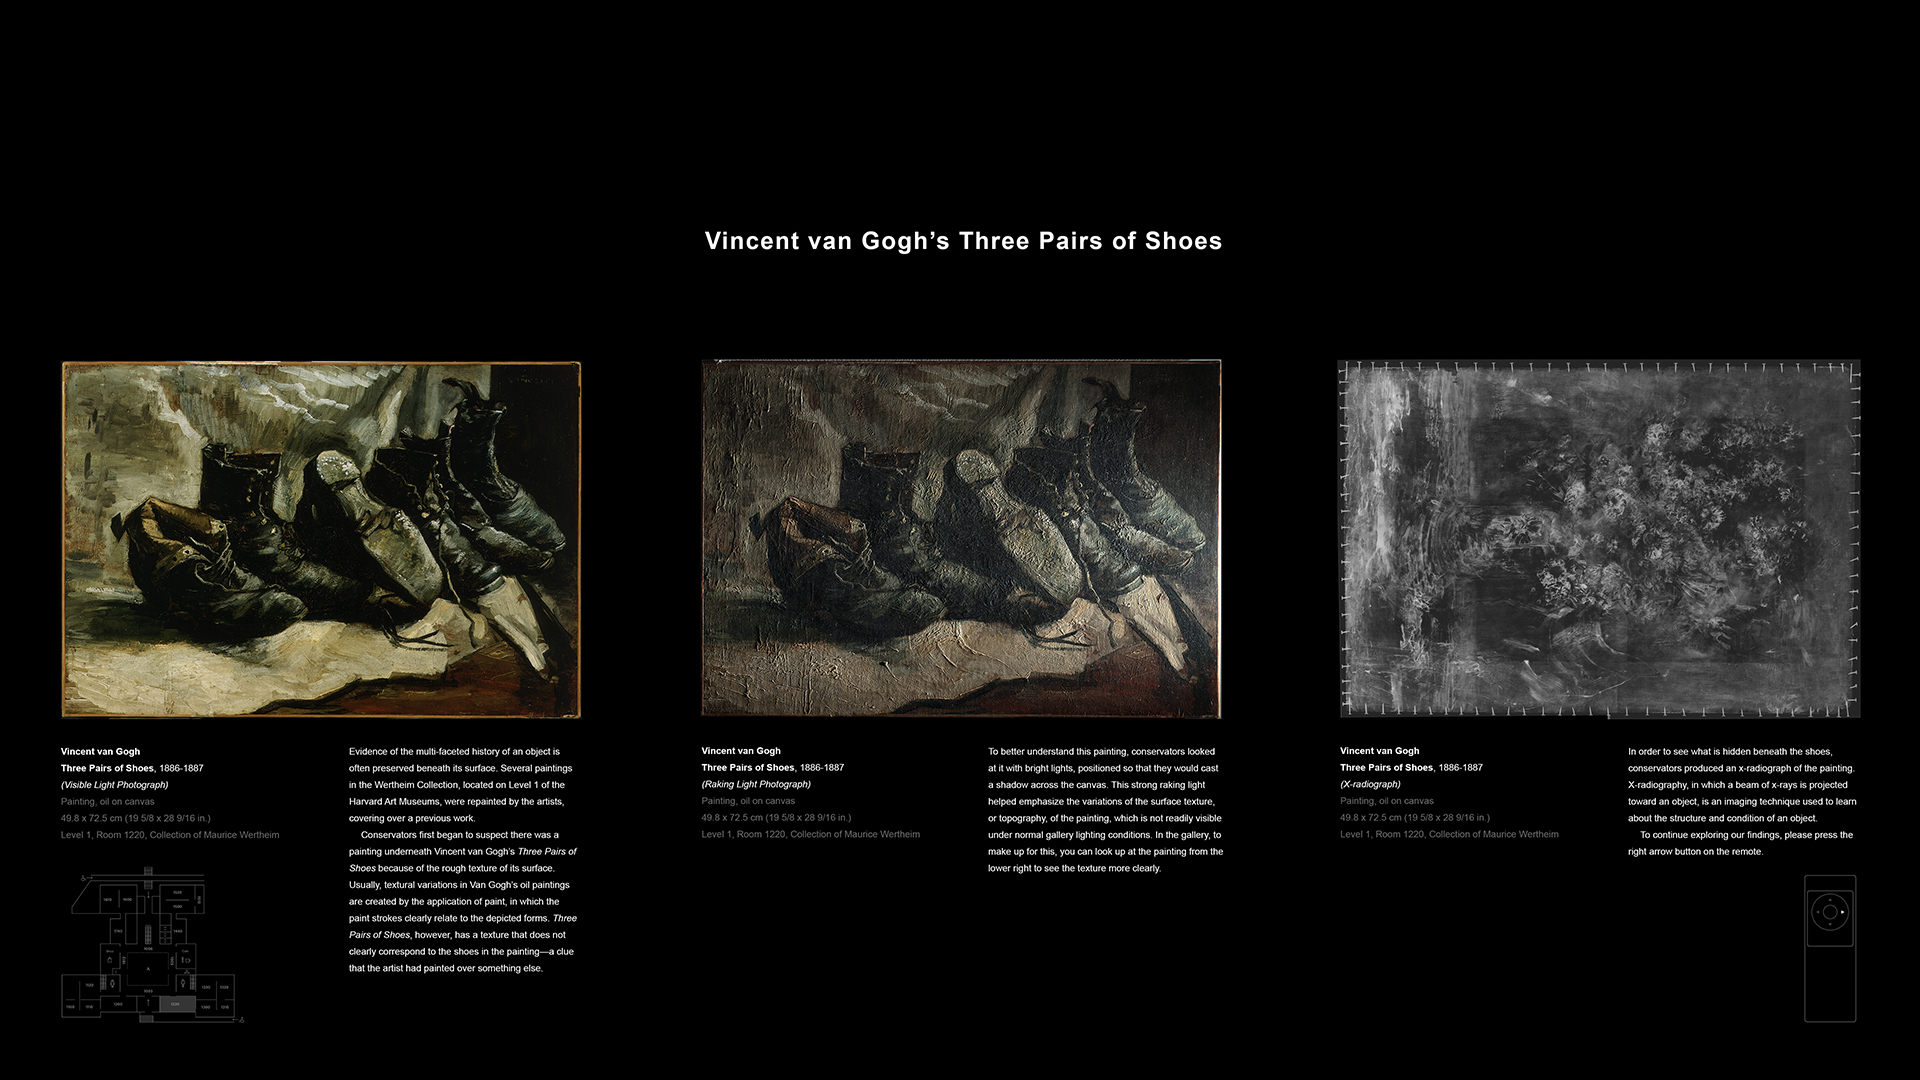 Vincent van Gogh’s Three Pairs of Shoes
Vincent van Gogh
Three Pairs of Shoes, 1886-1887
(Visible Light Photograph)
Painting, oil on canvas
49.8 x 72.5 cm (19 5/8 x 28 9/16 in.)
Level 1, Room 1220, Collection of Maurice Wertheim
Evidence of the multi-faceted history of an object is
often preserved beneath its surface. Several paintings
in the Wertheim Collection, located on Level 1 of the
Harvard Art Museums, were repainted by the artists,
covering over a previous work.
Conservators first began to suspect there was a
painting underneath Vincent van Gogh’s Three Pairs of
Shoes because of the rough texture of its surface.
Usually, textural variations in Van Gogh’s oil paintings
are created by the application of paint, in which the
paint strokes clearly relate to the depicted forms. Three
Pairs of Shoes, however, has a texture that does not
clearly correspond to the shoes in the painting—a clue
that the artist had painted over something else.
Vincent van Gogh
Three Pairs of Shoes, 1886-1887
(Raking Light Photograph)
Painting, oil on canvas
49.8 x 72.5 cm (19 5/8 x 28 9/16 in.)
Level 1, Room 1220, Collection of Maurice Wertheim
To better understand this painting, conservators looked
at it with bright lights, positioned so that they would cast
a shadow across the canvas. This strong raking light
helped emphasize the variations of the surface texture,
or topography, of the painting, which is not readily visible
under normal gallery lighting conditions. In the gallery, to
make up for this, you can look up at the painting from the
lower right to see the texture more clearly.
Vincent van Gogh
Three Pairs of Shoes, 1886-1887
(X-radiograph)
Painting, oil on canvas
49.8 x 72.5 cm (19 5/8 x 28 9/16 in.)
Level 1, Room 1220, Collection of Maurice Wertheim
In order to see what is hidden beneath the shoes,
conservators produced an x-radiograph of the painting.
X-radiography, in which a beam of x-rays is projected
toward an object, is an imaging technique used to learn
about the structure and condition of an object.
To continue exploring our findings, please press the
right arrow button on the remote.